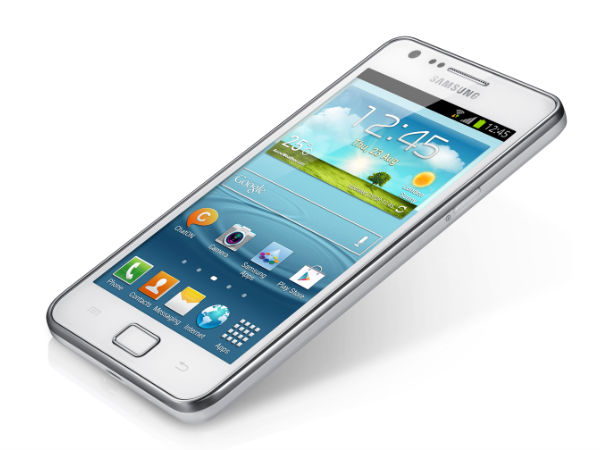 SAMSUNG
12:45
12:45
Thu, 23 Aug
25°
Google
ChatON
Camera
Samsung
Apps
Play Store
Phone
Contacts
Messaging
Internet
Apps